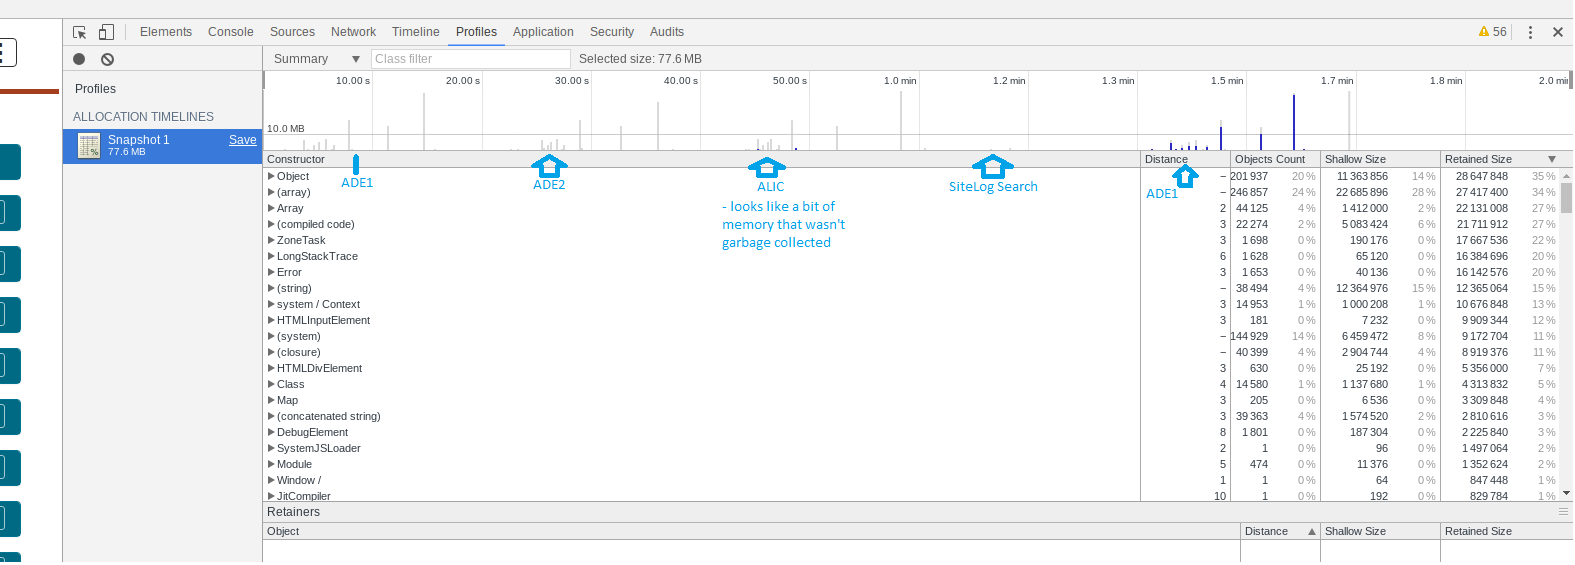 Elements Console Sources Network Timeline Profiles Application Security Audits 56
Summary Class filter Selected size: 77.6 MB
Profiles
ALLOCATION TIMELINES
Snapshot 1 Save
77.6 MB
10.00 s 20.00 s 30.00 s 40.00 s 50.00 s 1.0 min 1.2 min 1.3 min 1.5 min 1.7 min 1.8 min 2.0 min
10.0 MB
Constructor Distance Objects Count Shallow Size Retained Size
Object – 201 937 20 % 11 363 856 14 % 28 647 848 35 %
(array) – 246 857 24 % 22 685 896 28 % 27 417 400 34 %
Array 2 44 125 4 % 1 412 000 2 % 22 131 008 27 %
(compiled code) 3 22 274 2 % 5 083 424 6 % 21 711 912 27 %
ZoneTask 3 1 698 0 % 190 176 0 % 17 667 536 22 %
LongStackTrace 6 1 628 0 % 65 120 0 % 16 384 696 20 %
Error 3 1 653 0 % 40 136 0 % 16 142 576 20 %
(string) – 38 494 4 % 12 364 976 15 % 12 365 064 15 %
system / Context 3 14 953 1 % 1 000 208 1 % 10 676 848 13 %
HTMLInputElement 3 181 0 % 7 232 0 % 9 909 344 12 %
(system) – 144 929 14 % 6 459 472 8 % 9 172 704 11 %
(closure) – 40 399 4 % 2 904 744 4 % 8 919 376 11 %
HTMLDivElement 3 630 0 % 25 192 0 % 5 356 000 7 %
Class 4 14 580 1 % 1 137 680 1 % 4 313 832 5 %
Map 3 205 0 % 6 536 0 % 3 309 848 4 %
(concatenated string) 3 39 363 4 % 1 574 520 2 % 2 810 616 3 %
DebugElement 8 1 801 0 % 187 304 0 % 2 225 840 3 %
SystemJSLoader 2 1 0 % 96 0 % 1 497 064 2 %
Module 5 474 0 % 11 376 0 % 1 352 624 2 %
Window / 1 1 0 % 64 0 % 847 448 1 %
JitCompiler 10 1 0 % 192 0 % 829 784 1 %
ADE1
ADE2
ALIC
- looks like a bit of
memory that wasn't
garbage collected
SiteLog Search
ADE1
Retainers
Object Distance Shallow Size Retained Size